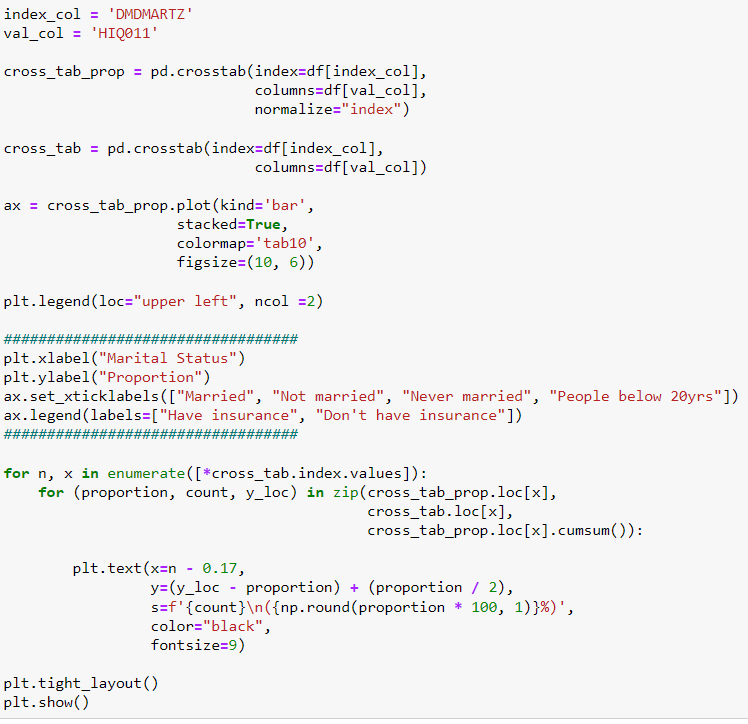 index_col = 'DMDMARTZ'
val_col = 'HIQ011'

cross_tab_prop = pd.crosstab(index=df[index_col],
                             columns=df[val_col],
                             normalize="index")

cross_tab = pd.crosstab(index=df[index_col],
                             columns=df[val_col])

ax = cross_tab_prop.plot(kind='bar',
                    stacked=True,
                    colormap='tab10',
                    figsize=(10, 6))

plt.legend(loc="upper left", ncol =2)

##################################
plt.xlabel("Marital Status")
plt.ylabel("Proportion")
ax.set_xticklabels(["Married", "Not married", "Never married", "People below 20yrs"])
ax.legend(labels=["Have insurance", "Don't have insurance"])
##################################

for n, x in enumerate([*cross_tab.index.values]):
    for (proportion, count, y_loc) in zip(cross_tab_prop.loc[x],
                                          cross_tab.loc[x],
                                          cross_tab_prop.loc[x].cumsum()):

        plt.text(x=n - 0.17,
                 y=(y_loc - proportion) + (proportion / 2),
                 s=f'{count}\n({np.round(proportion * 100, 1)}%)',
                 color="black",
                 fontsize=9)

plt.tight_layout()
plt.show()